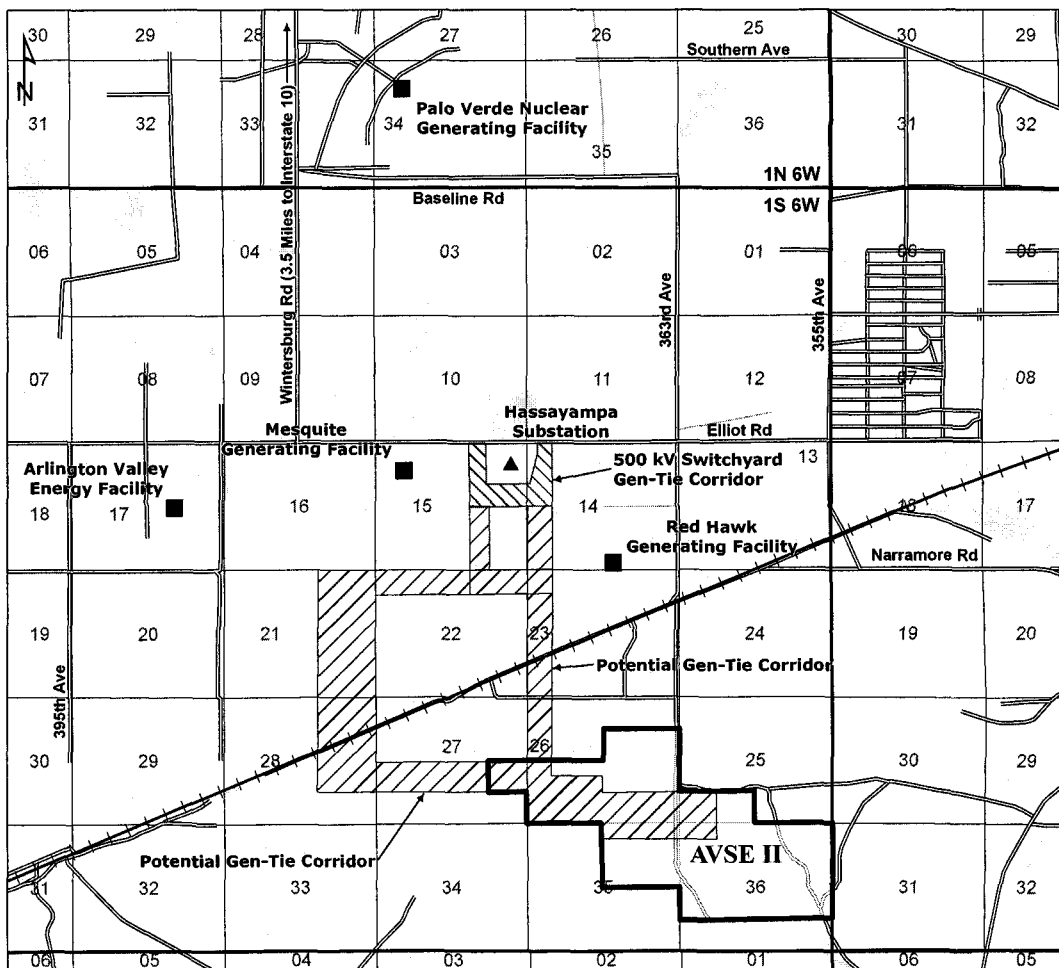 30 29 28 27 26 25 30 29
Southern Ave
N
Palo Verde Nuclear
Generating Facility
31 32 33 34 35 36 31 32
Wintersburg Rd (3.5 Miles to Interstate 10)
1N 6W
1S 6W
Baseline Rd
06 05 04 03 02 01 06 05
363rd Ave
355th Ave
07 08 09 10 11 12 07 08
Hassayampa
Substation
Elliot Rd
Mesquite
Generating Facility
500 kV Switchyard
Gen-Tie Corridor
Arlington Valley
Energy Facility
18 17 16 15 14 13 18 17
Red Hawk
Generating Facility
Narramore Rd
19 20 21 22 23 24 19 20
Potential Gen-Tie Corridor
395th Ave
30 29 28 27 26 25 30 29
Potential Gen-Tie Corridor
AVSE II
31 32 33 34 35 36 31 32
06 05 04 03 02 01 06 05